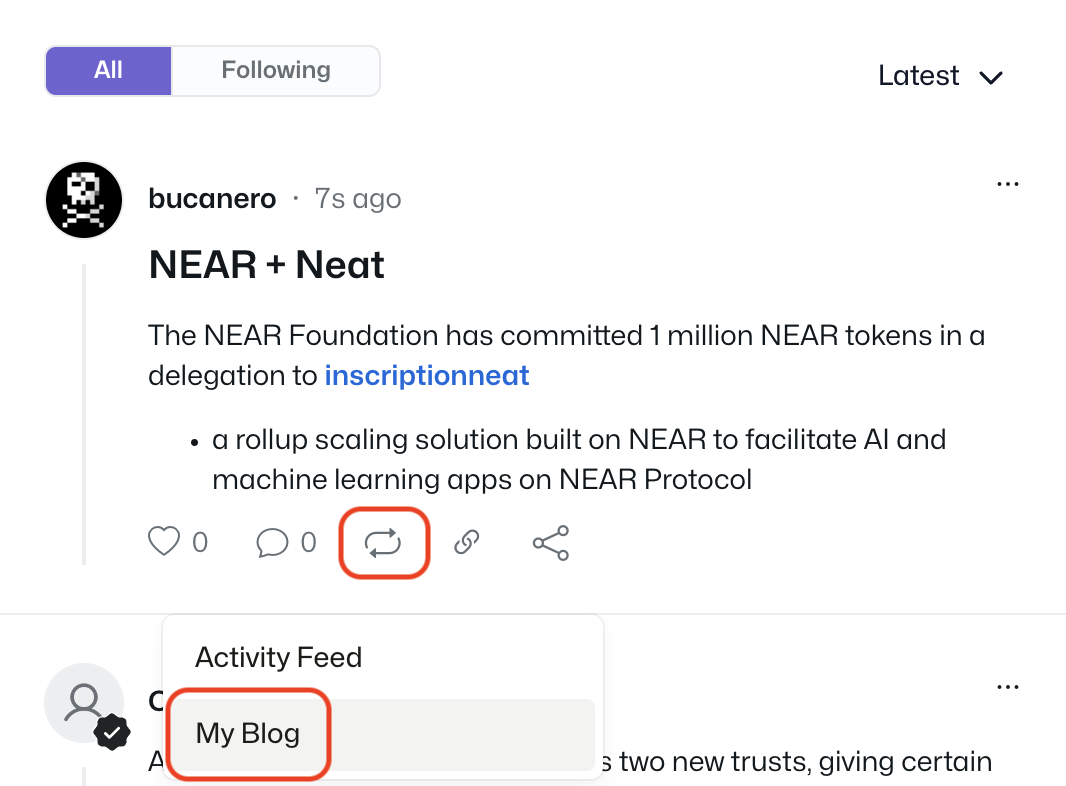 All Following
Latest
bucanero · 7s ago
NEAR + Neat
The NEAR Foundation has committed 1 million NEAR tokens in a
delegation to inscriptionneat
• a rollup scaling solution built on NEAR to facilitate AI and
machine learning apps on NEAR Protocol
0 0
Activity Feed
My Blog
two new trusts, giving certain